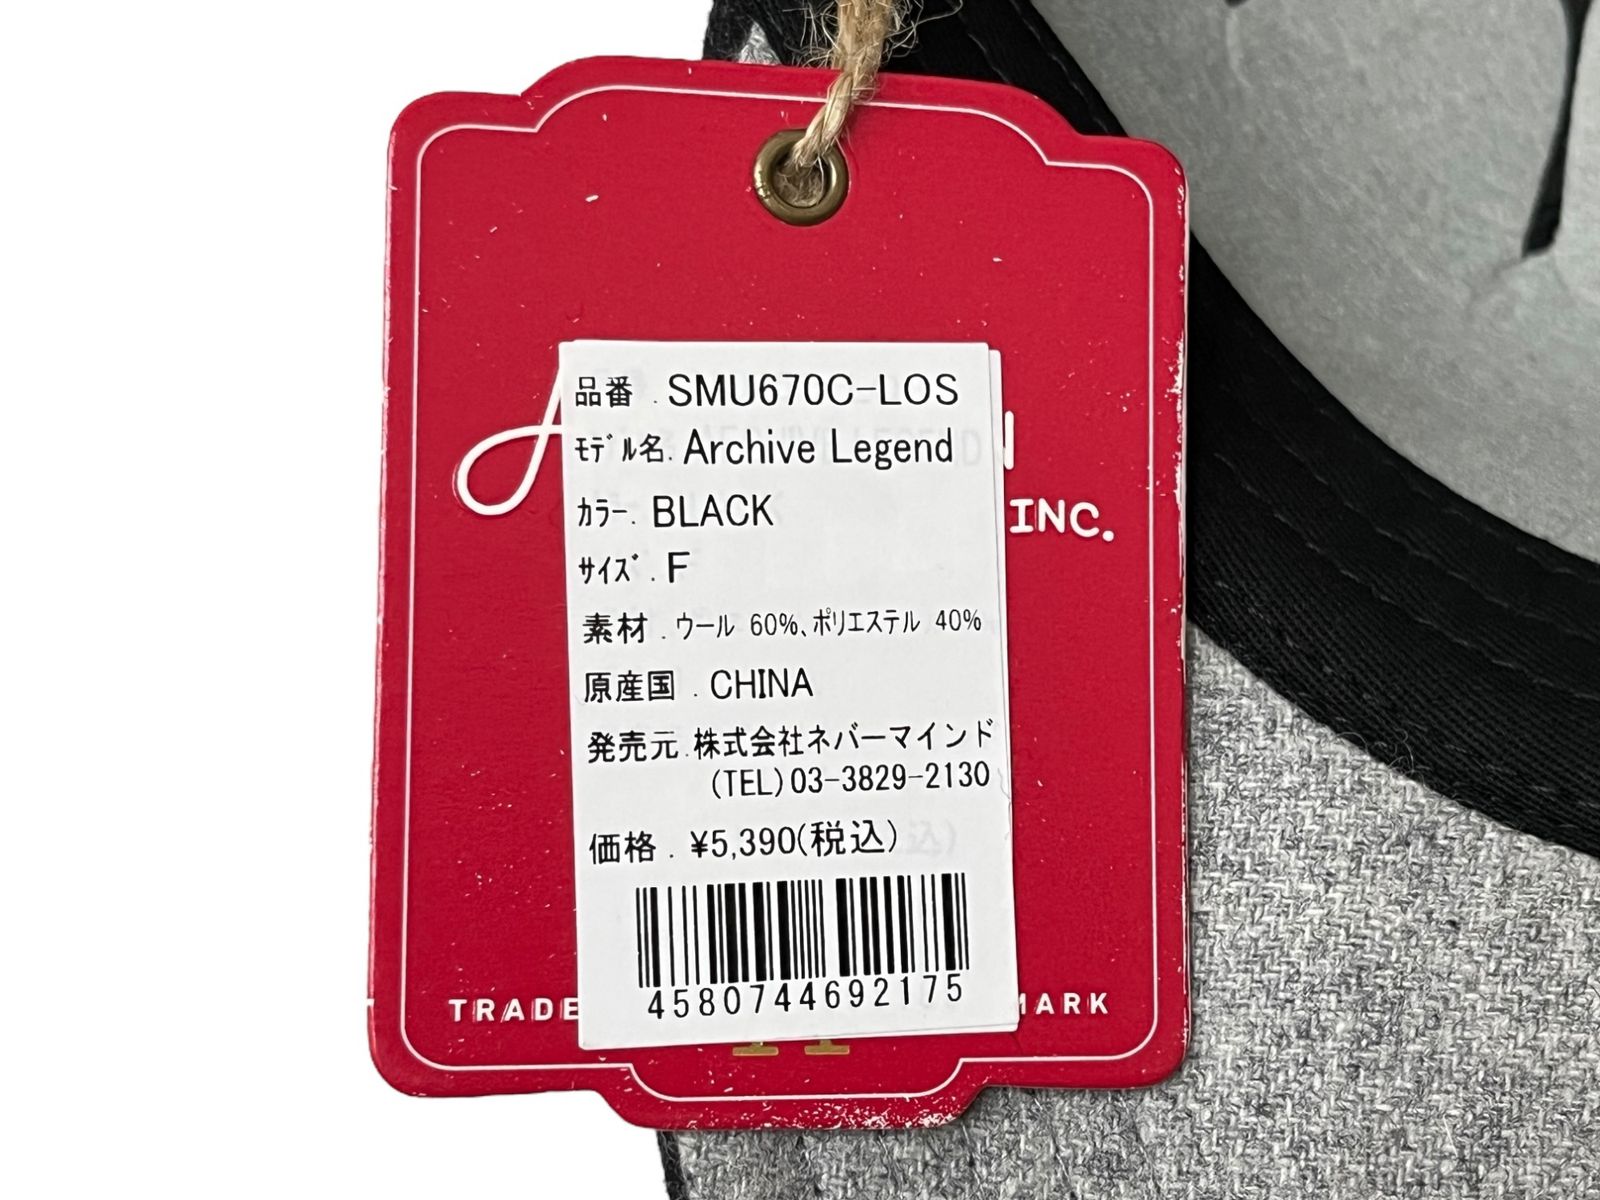 品番 . SMU670C-LOS
ﾓﾃﾞﾙ名. Archive Legend
ｶﾗｰ. BLACK
ｻｲｽﾞ. F
素材 . ウール 60%、ポリエステル 40%
原産国 . CHINA
発売元. 株式会社ネバーマインド
(TEL)03-3829-2130
価格 . ¥5,390(税込)
4580744692175
INC.
TRADE MARK